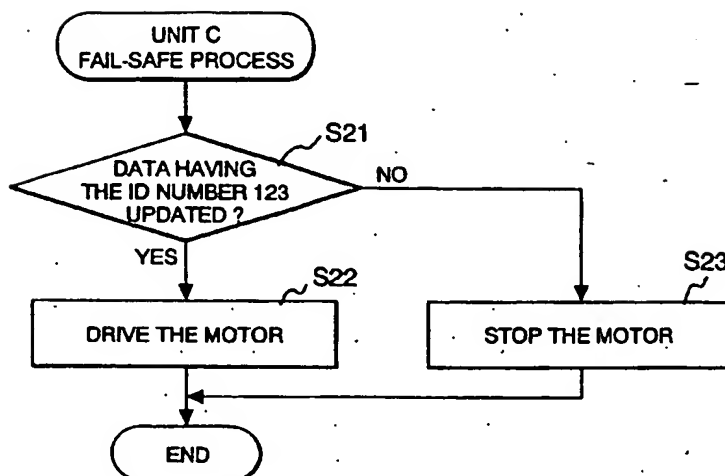 UNIT C
FAIL-SAFE PROCESS
S21
DATA HAVING
THE ID NUMBER 123
UPDATED ?
NO
YES
S22
S23
DRIVE THE MOTOR
STOP THE MOTOR
END